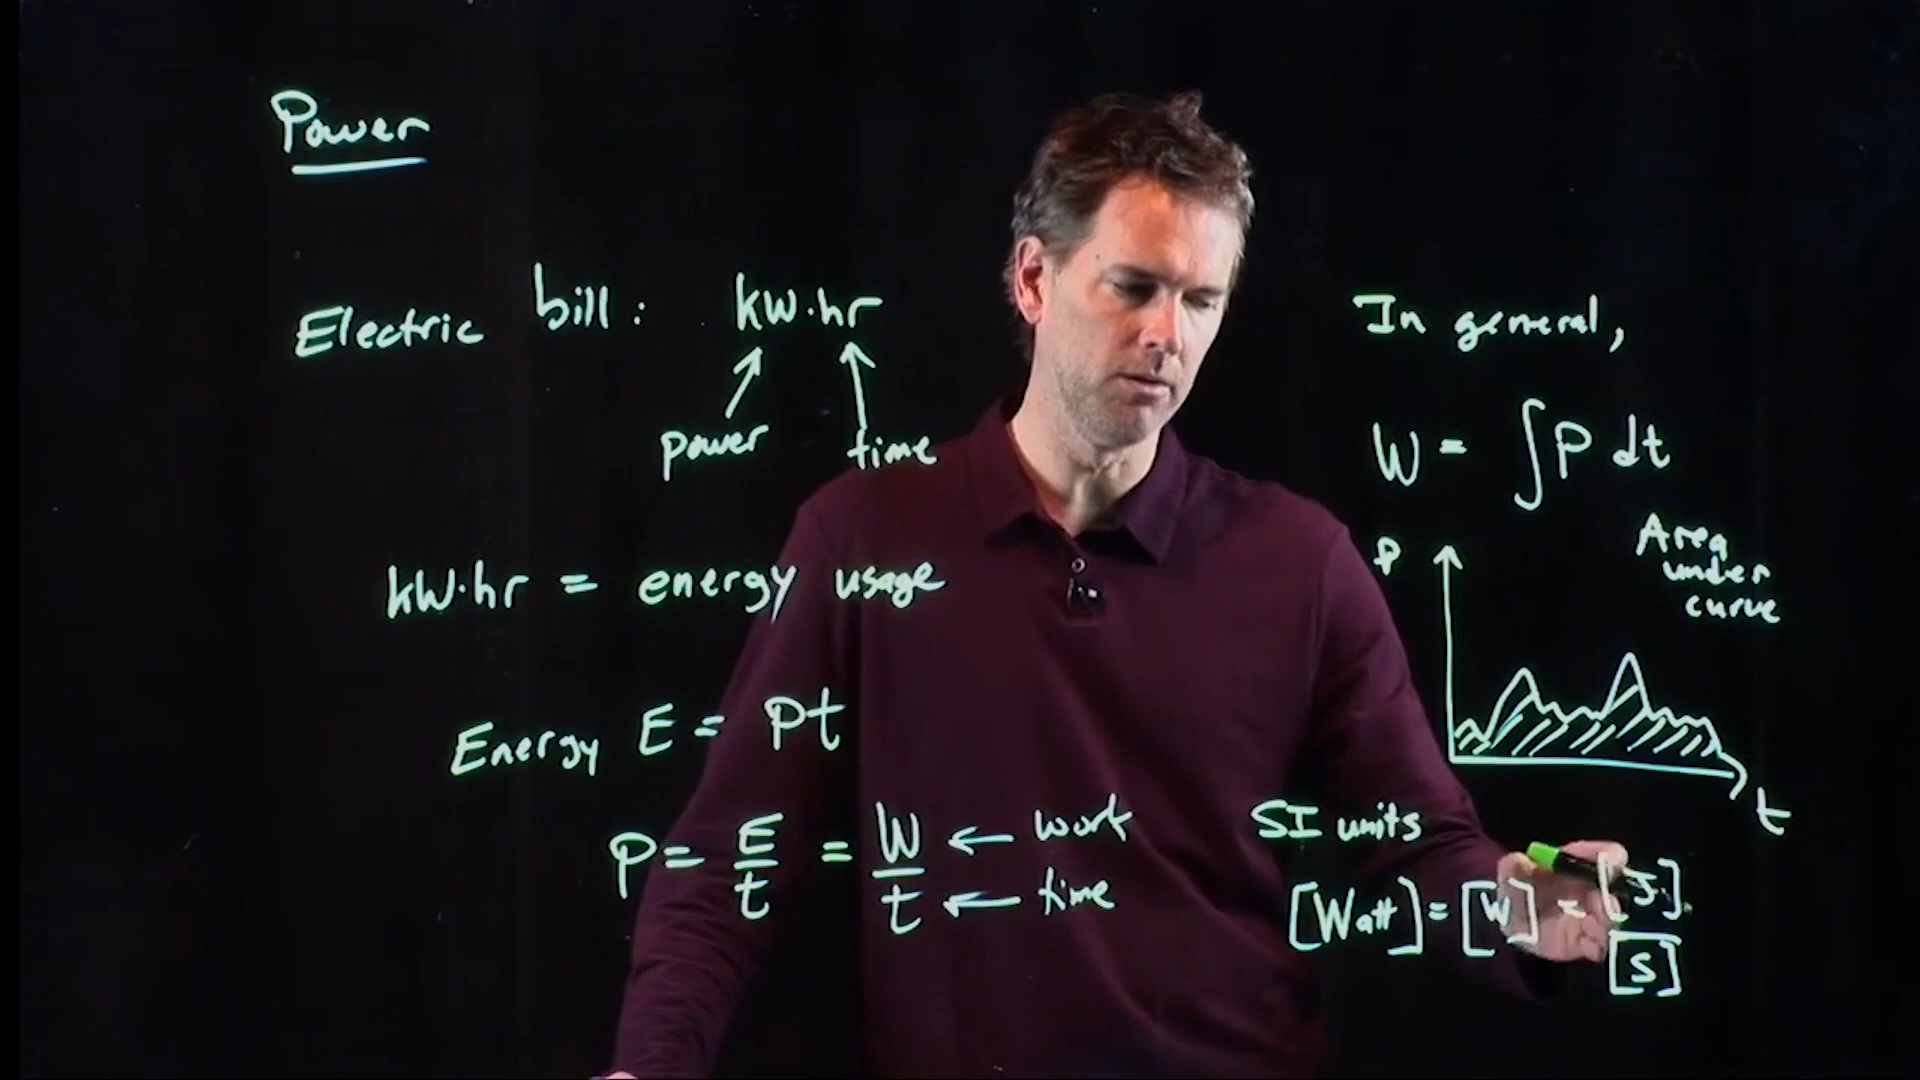 Power
Electric bill: kW·hr
power time
kW·hr = energy usage
Energy E = Pt
P = E/t = W/t ← work
← time
In general,
W = ∫P dt
Area
under
curve
P
t
SI units
[Watt] = [W] = [J]/[s]